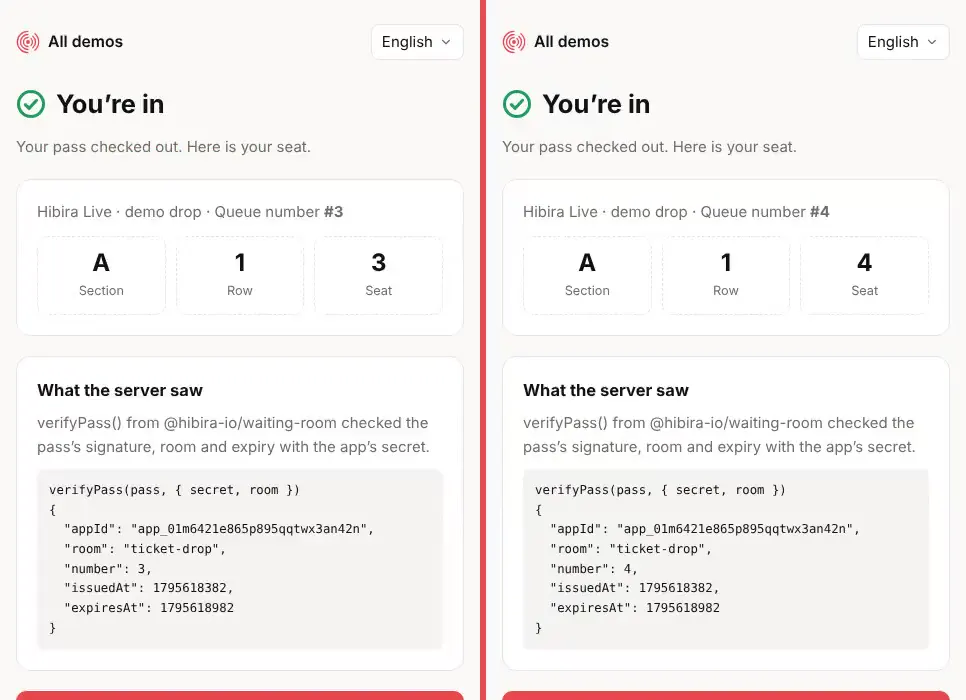 All demos
English
You’re in
Your pass checked out. Here is your seat.
Hibira Live · demo drop · Queue number #3
A
Section
1
Row
3
Seat
What the server saw
verifyPass() from @hibira-io/waiting-room checked the
pass’s signature, room and expiry with the app’s secret.
verifyPass(pass, { secret, room })
{
  "appId": "app_01m6421e865p895qqtwx3an42n",
  "room": "ticket-drop",
  "number": 3,
  "issuedAt": 1795618382,
  "expiresAt": 1795618982
}
All demos
English
You’re in
Your pass checked out. Here is your seat.
Hibira Live · demo drop · Queue number #4
A
Section
1
Row
4
Seat
What the server saw
verifyPass() from @hibira-io/waiting-room checked the
pass’s signature, room and expiry with the app’s secret.
verifyPass(pass, { secret, room })
{
  "appId": "app_01m6421e865p895qqtwx3an42n",
  "room": "ticket-drop",
  "number": 4,
  "issuedAt": 1795618382,
  "expiresAt": 1795618982
}